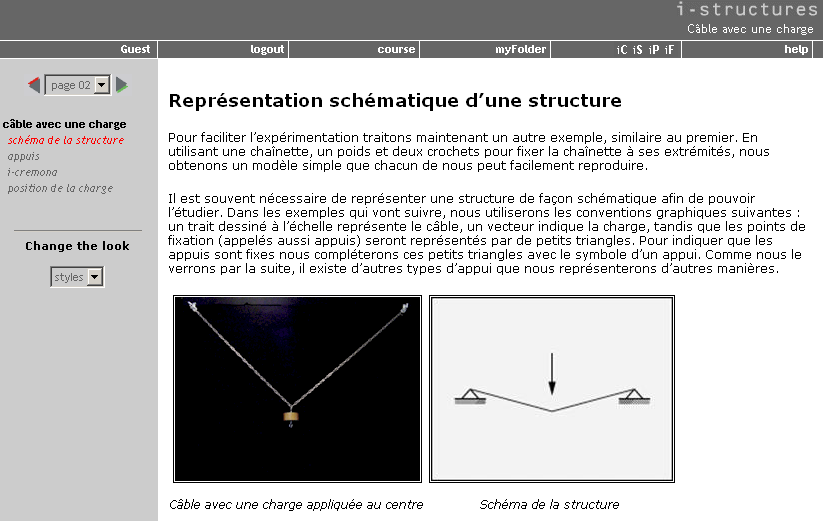 i-structures
Câble avec une charge
Guest logout course myFolder iC iS iP iF help
page 02
câble avec une charge
schéma de la structure
appuis
i-cremona
position de la charge
Change the look
styles
Représentation schématique d’une structure
Pour faciliter l’expérimentation traitons maintenant un autre exemple, similaire au premier. En
utilisant une chaînette, un poids et deux crochets pour fixer la chaînette à ses extrémités, nous
obtenons un modèle simple que chacun de nous peut facilement reproduire.
Il est souvent nécessaire de représenter une structure de façon schématique afin de pouvoir
l’étudier. Dans les exemples qui vont suivre, nous utiliserons les conventions graphiques suivantes :
un trait dessiné à l’échelle représente le câble, un vecteur indique la charge, tandis que les points de
fixation (appelés aussi appuis) seront représentés par de petits triangles. Pour indiquer que les
appuis sont fixes nous compléterons ces petits triangles avec le symbole d’un appui. Comme nous le
verrons par la suite, il existe d’autres types d’appui que nous représenterons d’autres manières.
Câble avec une charge appliquée au centre
Schéma de la structure